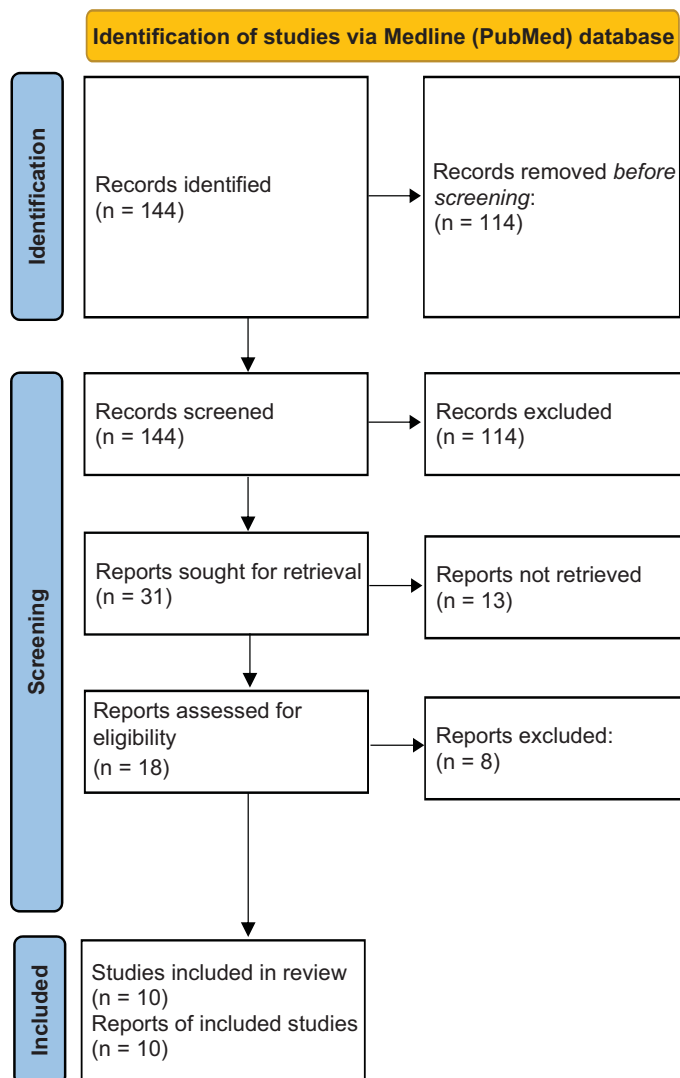 Identification of studies via Medline (PubMed) database
Identification
Records identified
(n = 144)
Records removed before
screening:
(n = 114)
Screening
Records screened
(n = 144)
Records excluded
(n = 114)
Reports sought for retrieval
(n = 31)
Reports not retrieved
(n = 13)
Reports assessed for
eligibility
(n = 18)
Reports excluded:
(n = 8)
Included
Studies included in review
(n = 10)
Reports of included studies
(n = 10)